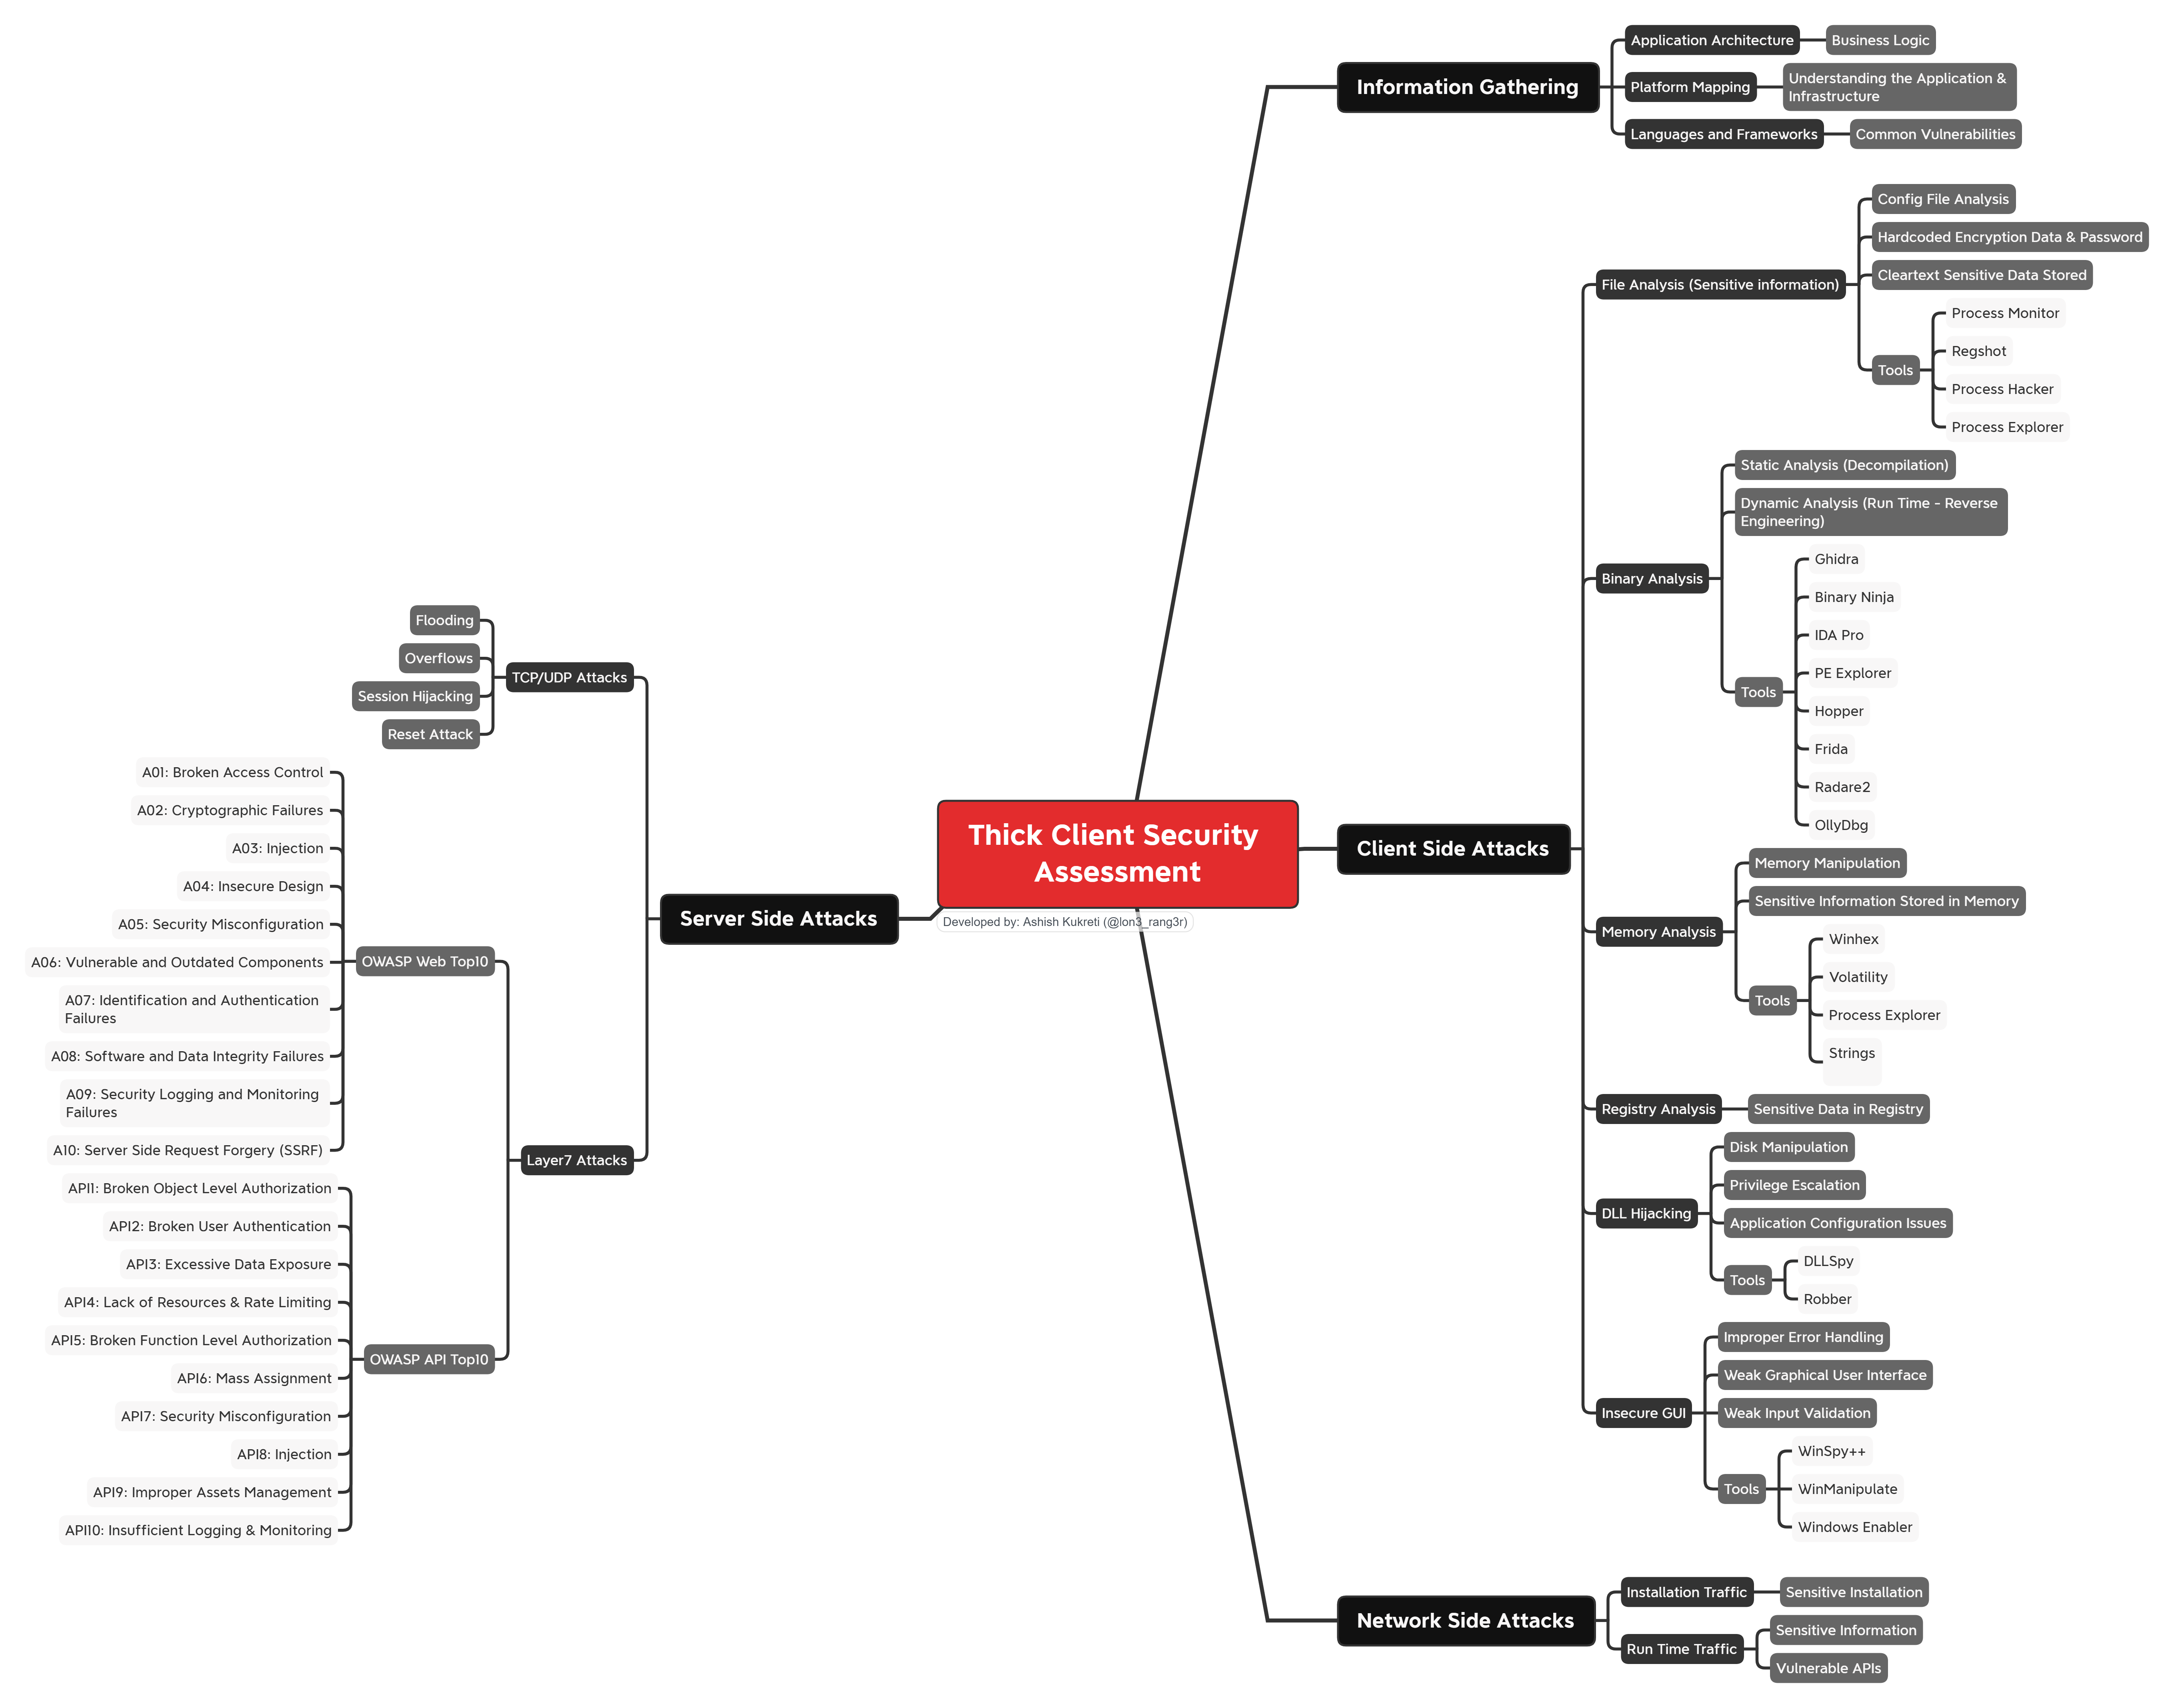 Thick Client Security
Assessment
Developed by: Ashish Kukreti (@lon3_rang3r)
Information Gathering
Application Architecture
Business Logic
Platform Mapping
Understanding the Application &
Infrastructure
Languages and Frameworks
Common Vulnerabilities
Client Side Attacks
File Analysis (Sensitive information)
Config File Analysis
Hardcoded Encryption Data & Password
Cleartext Sensitive Data Stored
Tools
Process Monitor
Regshot
Process Hacker
Process Explorer
Binary Analysis
Static Analysis (Decompilation)
Dynamic Analysis (Run Time - Reverse
Engineering)
Tools
Ghidra
Binary Ninja
IDA Pro
PE Explorer
Hopper
Frida
Radare2
OllyDbg
Memory Analysis
Memory Manipulation
Sensitive Information Stored in Memory
Tools
Winhex
Volatility
Process Explorer
Strings
Registry Analysis
Sensitive Data in Registry
DLL Hijacking
Disk Manipulation
Privilege Escalation
Application Configuration Issues
Tools
DLLSpy
Robber
Insecure GUI
Improper Error Handling
Weak Graphical User Interface
Weak Input Validation
Tools
WinSpy++
WinManipulate
Windows Enabler
Network Side Attacks
Installation Traffic
Sensitive Installation
Run Time Traffic
Sensitive Information
Vulnerable APIs
Server Side Attacks
TCP/UDP Attacks
Flooding
Overflows
Session Hijacking
Reset Attack
Layer7 Attacks
OWASP Web Top10
A01: Broken Access Control
A02: Cryptographic Failures
A03: Injection
A04: Insecure Design
A05: Security Misconfiguration
A06: Vulnerable and Outdated Components
A07: Identification and Authentication
Failures
A08: Software and Data Integrity Failures
A09: Security Logging and Monitoring
Failures
A10: Server Side Request Forgery (SSRF)
OWASP API Top10
API1: Broken Object Level Authorization
API2: Broken User Authentication
API3: Excessive Data Exposure
API4: Lack of Resources & Rate Limiting
API5: Broken Function Level Authorization
API6: Mass Assignment
API7: Security Misconfiguration
API8: Injection
API9: Improper Assets Management
API10: Insufficient Logging & Monitoring